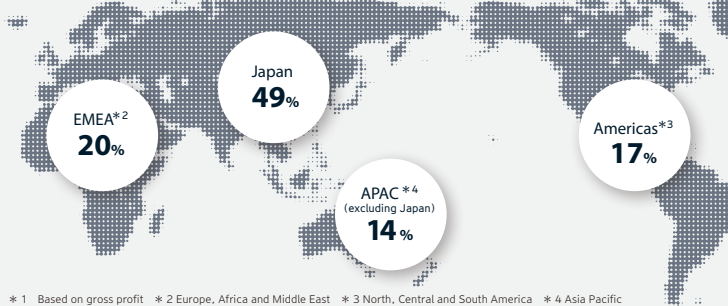 Japan
49%
EMEA*2
20%
Americas*3
17%
APAC *4
(excluding Japan)
14 %
* 1 Based on gross profit * 2 Europe, Africa and Middle East * 3 North, Central and South America * 4 Asia Pacific